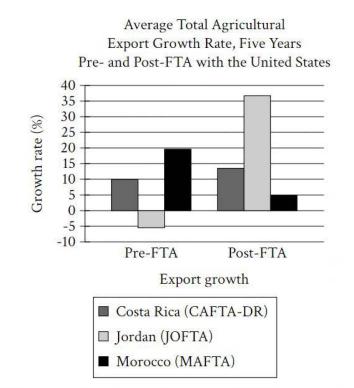 Average Total Agricultural
Export Growth Rate, Five Years
Pre- and Post-FTA with the United States
Growth rate (%)
40
35
30
25
20
15
10
5
0
-5
-10
Pre-FTA Post-FTA
Export growth
Costa Rica (CAFTA-DR)
Jordan (JOFTA)
Morocco (MAFTA)